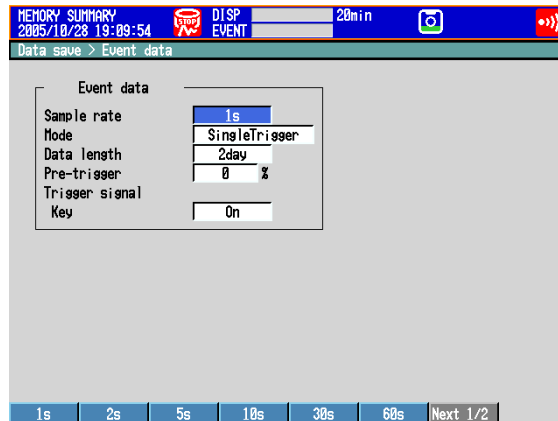 MEMORY SUMMARY
2005/10/28 19:09:54
STOP
DISP
EVENT
20min
Data save > Event data
Event data
Sample rate 1s
Mode SingleTrigger
Data length 2day
Pre-trigger 0 %
Trigger signal
Key On
1s 2s 5s 10s 30s 60s Next 1/2